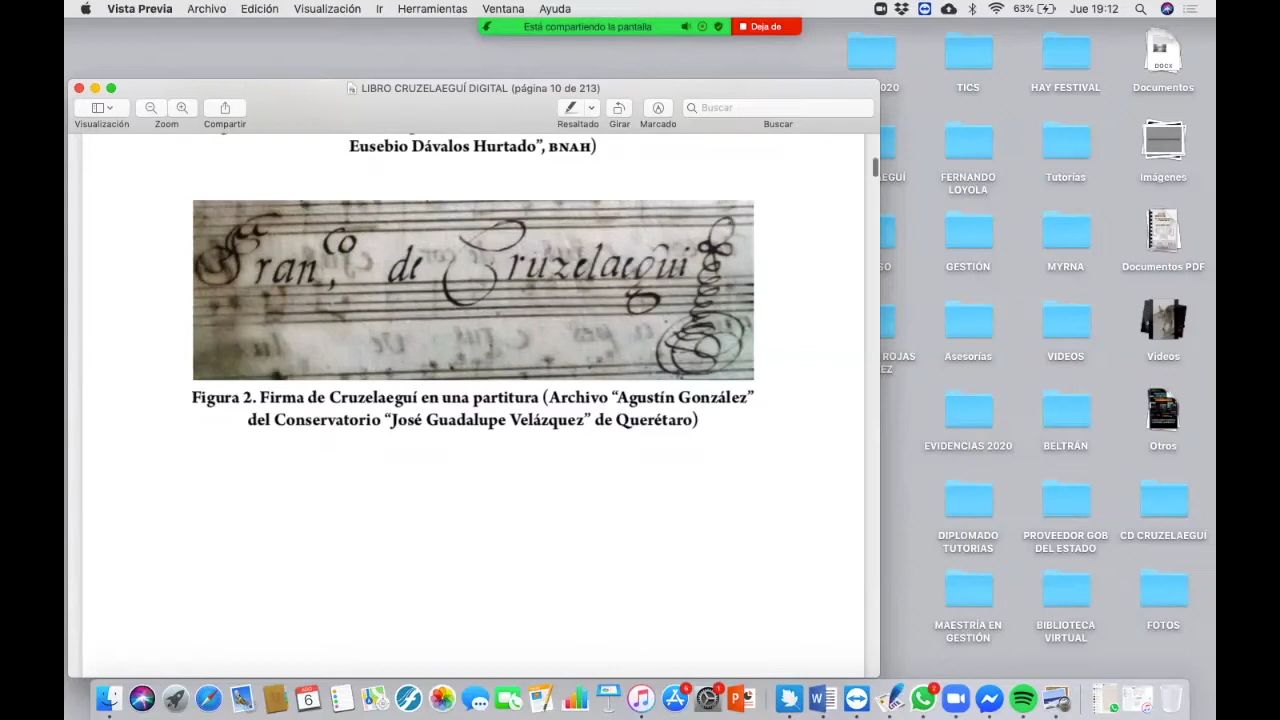 Vista Previa Archivo Edición Visualización Ir Herramientas Ventana Ayuda 63% Jue 19:12
Está compartiendo la pantalla Deja de
LIBRO CRUZELAEGUÍ DIGITAL (página 10 de 213)
Visualización Zoom Compartir Resaltado Girar Marcado Buscar
Buscar
Eusebio Dávalos Hurtado”, BNAH)
Fran,co de Cruzelaegui
Figura 2. Firma de Cruzelaeguí en una partitura (Archivo “Agustín González”
del Conservatorio “José Guadalupe Velázquez” de Querétaro)
TICS
HAY FESTIVAL
Documentos
DOCX
FERNANDO
LOYOLA
Tutorías
Imágenes
GESTIÓN
MYRNA
Documentos PDF
ROJAS
Asesorías
VIDEOS
Videos
EVIDENCIAS 2020
BELTRÁN
Otros
DIPLOMADO
TUTORIAS
PROVEEDOR GOB
DEL ESTADO
CD CRUZELAEGUI
MAESTRÍA EN
GESTIÓN
BIBLIOTECA
VIRTUAL
FOTOS